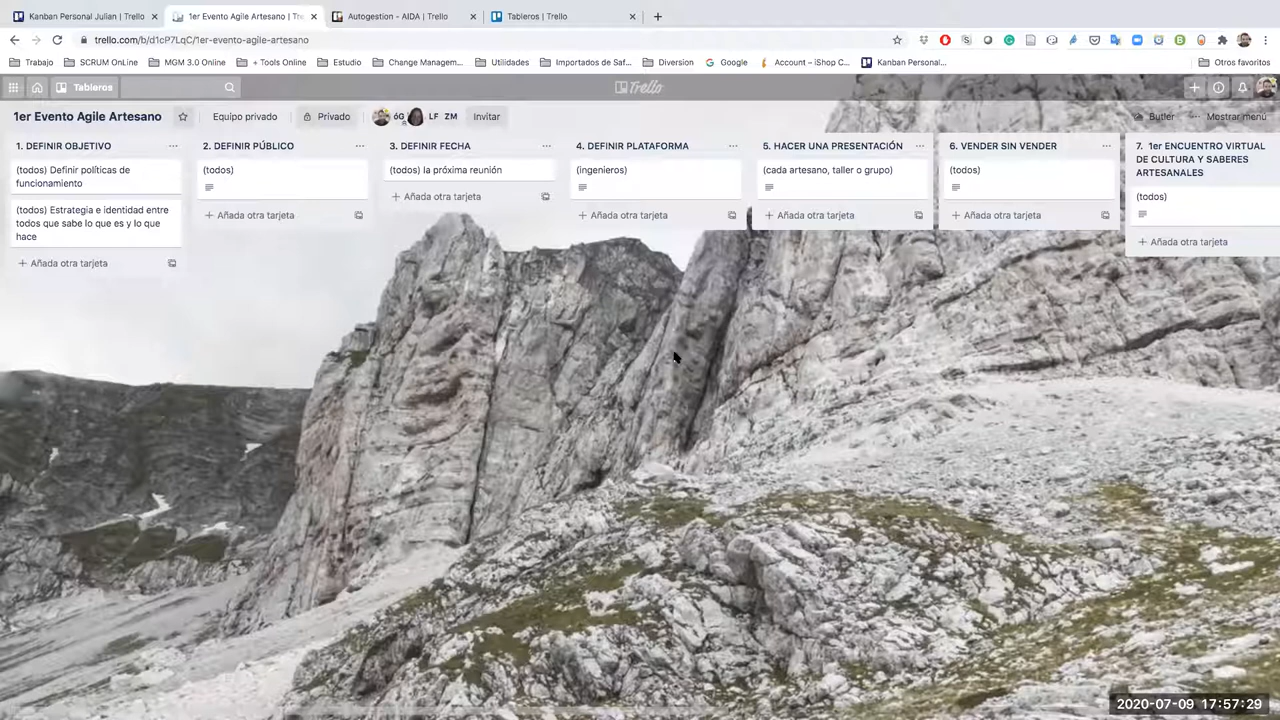 Kanban Personal Julian | Trello
1er Evento Agile Artesano | Tre
Autogestion - AIDA | Trello
Tableros | Trello
trello.com/b/d1cP7LqC/1er-evento-agile-artesano
Trabajo
SCRUM OnLine
MGM 3.0 Online
+ Tools Online
Estudio
Change Managem...
Utilidades
Importados de Saf...
Diversion
Google
Account – iShop C...
Kanban Personal...
Otros favoritos
Tableros
Trello
1er Evento Agile Artesano
Equipo privado
Privado
óG
LF
ZM
Invitar
Butler
Mostrar menú
1. DEFINIR OBJETIVO
(todos) Definir políticas de
funcionamiento
(todos) Estrategia e identidad entre
todos que sabe lo que es y lo que
hace
+ Añada otra tarjeta
2. DEFINIR PÚBLICO
(todos)
+ Añada otra tarjeta
3. DEFINIR FECHA
(todos) la próxima reunión
+ Añada otra tarjeta
4. DEFINIR PLATAFORMA
(ingenieros)
+ Añada otra tarjeta
5. HACER UNA PRESENTACIÓN
(cada artesano, taller o grupo)
+ Añada otra tarjeta
6. VENDER SIN VENDER
(todos)
+ Añada otra tarjeta
7. 1er ENCUENTRO VIRTUAL
DE CULTURA Y SABERES
ARTESANALES
(todos)
+ Añada otra tarjeta
2020-07-09 17:57:29